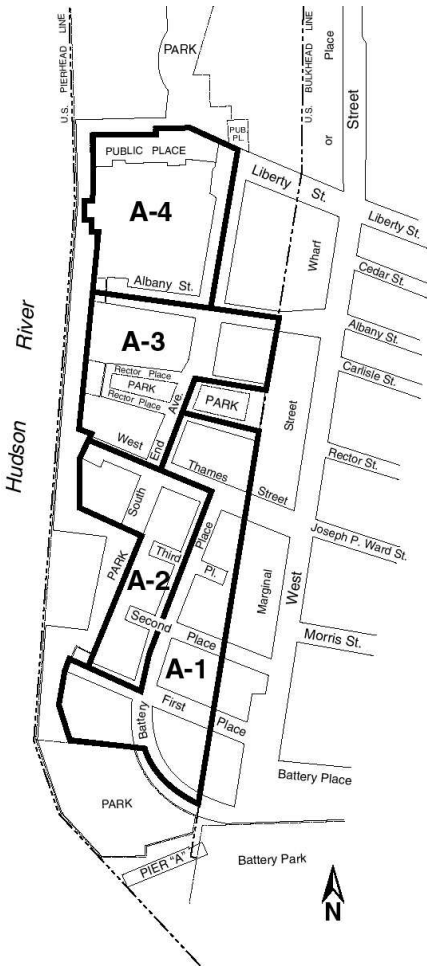 U.S. PIERHEAD LINE
PARK
U.S. BULKHEAD LINE
Place
or
Street
PUB.
PL.
PUBLIC PLACE
Liberty St.
A-4
Wharf
Liberty St.
Cedar St.
Albany St.
Albany St.
A-3
Carlisle St.
Hudson River
Rector Place
PARK
Rector Place
PARK
West
End
Ave.
Street
Rector St.
Thames
Street
South
Place
Joseph P. Ward St.
Third
Pl.
PARK
A-2
Marginal
West
Second
Place
Morris St.
A-1
First
Place
Battery
Battery Place
PARK
PIER "A"
Battery Park
N